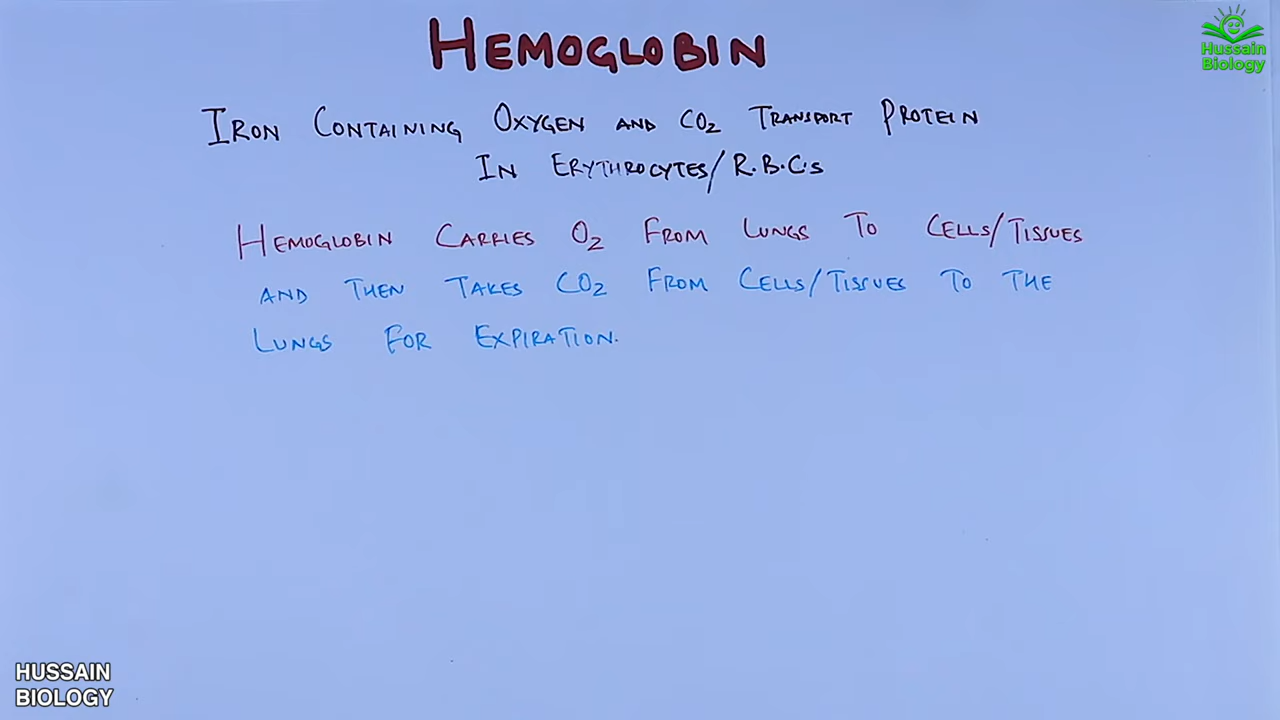 HEMOGLOBIN
Hussain
Biology
IRON CONTAINING OXYGEN AND CO2 TRANSPORT PROTEIN
IN ERYTHROCYTES/R.B.C.s
HEMOGLOBIN CARRIES O2 FROM LUNGS TO CELLS/TISSUES
AND THEN TAKES CO2 FROM CELLS/TISSUES TO THE
LUNGS FOR EXPIRATION.
HUSSAIN
BIOLOGY